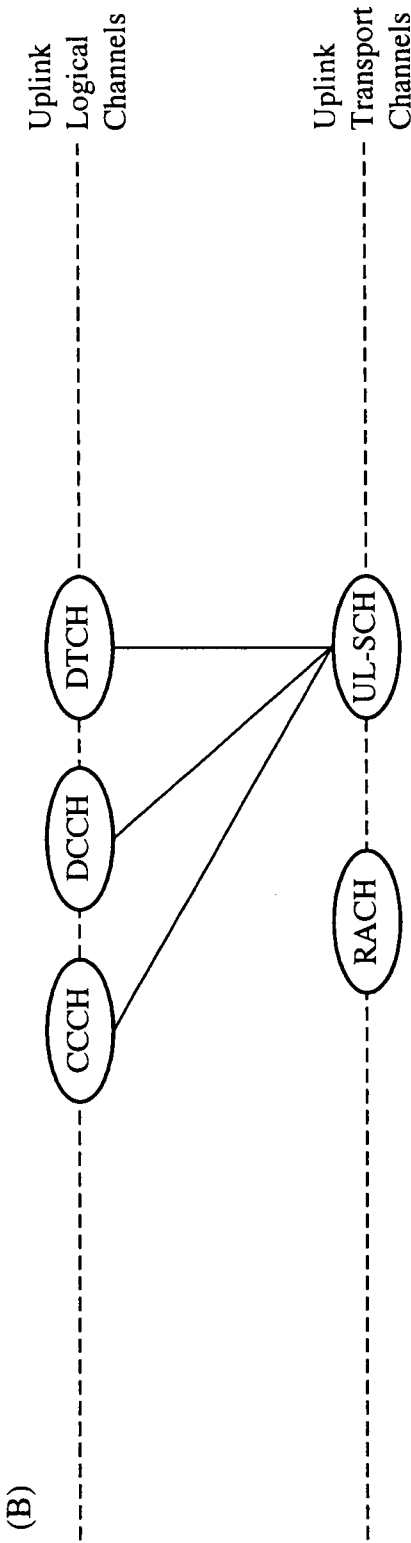 (B)
Uplink
Logical
Channels
CCCH
DCCH
DTCH
Uplink
Transport
Channels
RACH
UL-SCH